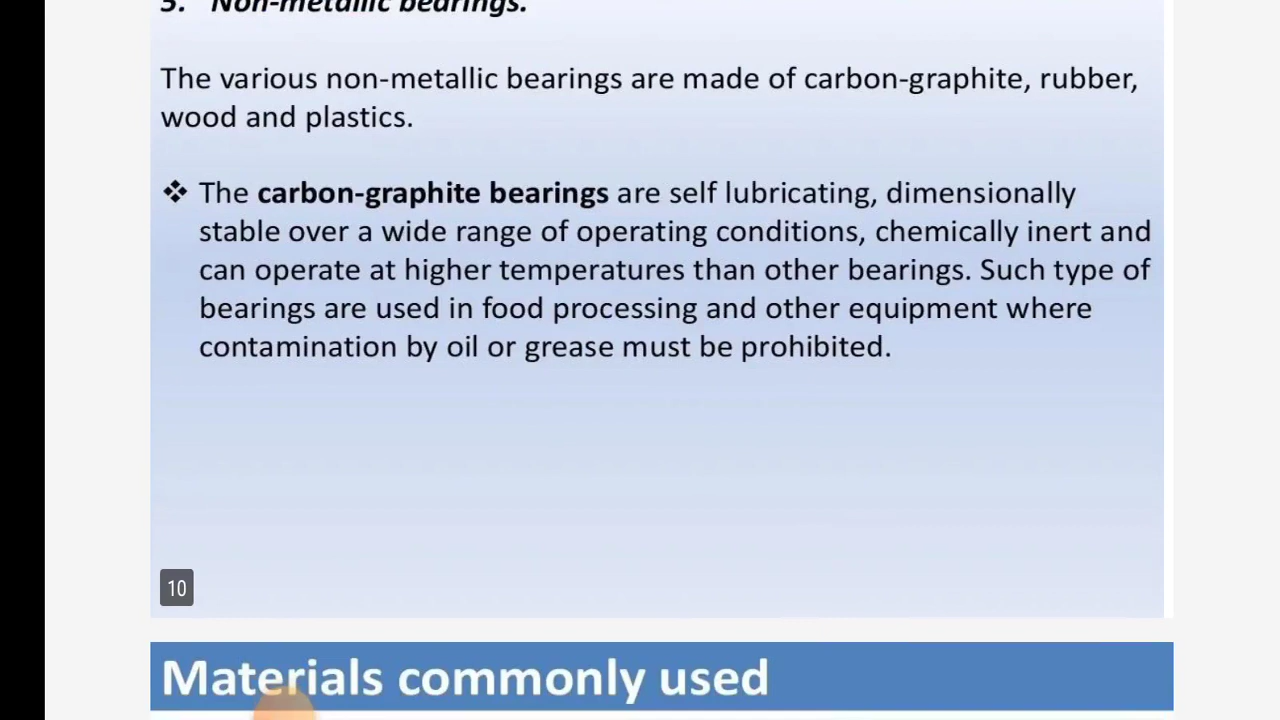 5. Non-metallic bearings.
The various non-metallic bearings are made of carbon-graphite, rubber,
wood and plastics.
❖ The carbon-graphite bearings are self lubricating, dimensionally
stable over a wide range of operating conditions, chemically inert and
can operate at higher temperatures than other bearings. Such type of
bearings are used in food processing and other equipment where
contamination by oil or grease must be prohibited.
10
Materials commonly used